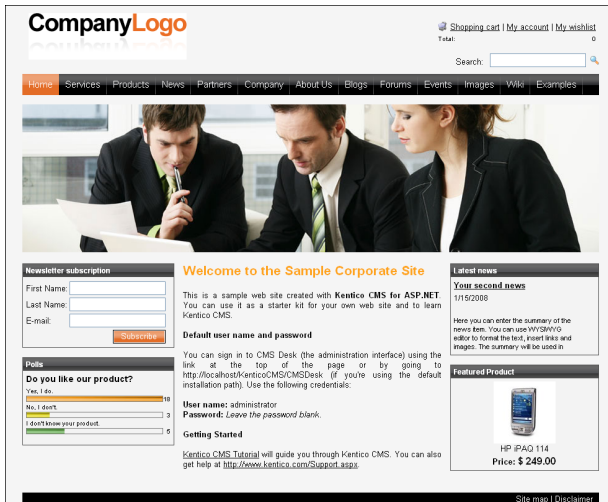 CompanyLogo
Shopping cart | My account | My wishlist
Total: 0
Search:
Home Services Products News Partners Company About Us Blogs Forums Events Images Wiki Examples
Newsletter subscription
First Name:
Last Name:
E-mail:
Subscribe
Polls
Do you like our product?
Yes, I do.
18
No, I don't.
3
I don't know your product.
5
Welcome to the Sample Corporate Site
This is a sample web site created with Kentico CMS for ASP.NET.
You can use it as a starter kit for your own web site and to learn
Kentico CMS.
Default user name and password
You can sign in to CMS Desk (the administration interface) using the
link at the top of the page or by going to
http://localhost/KenticoCMS/CMSDesk (if you're using the default
installation path). Use the following credentials:
User name: administrator
Password: Leave the password blank.
Getting Started
Kentico CMS Tutorial will guide you through Kentico CMS. You can also
get help at http://www.kentico.com/Support.aspx.
Latest news
Your second news
1/15/2008
Here you can enter the summary of the
news item. You can use WYSIWYG
editor to format the text, insert links and
images. The summary will be used in
Featured Product
HP iPAQ 114
Price: $ 249.00
Site map | Disclaimer